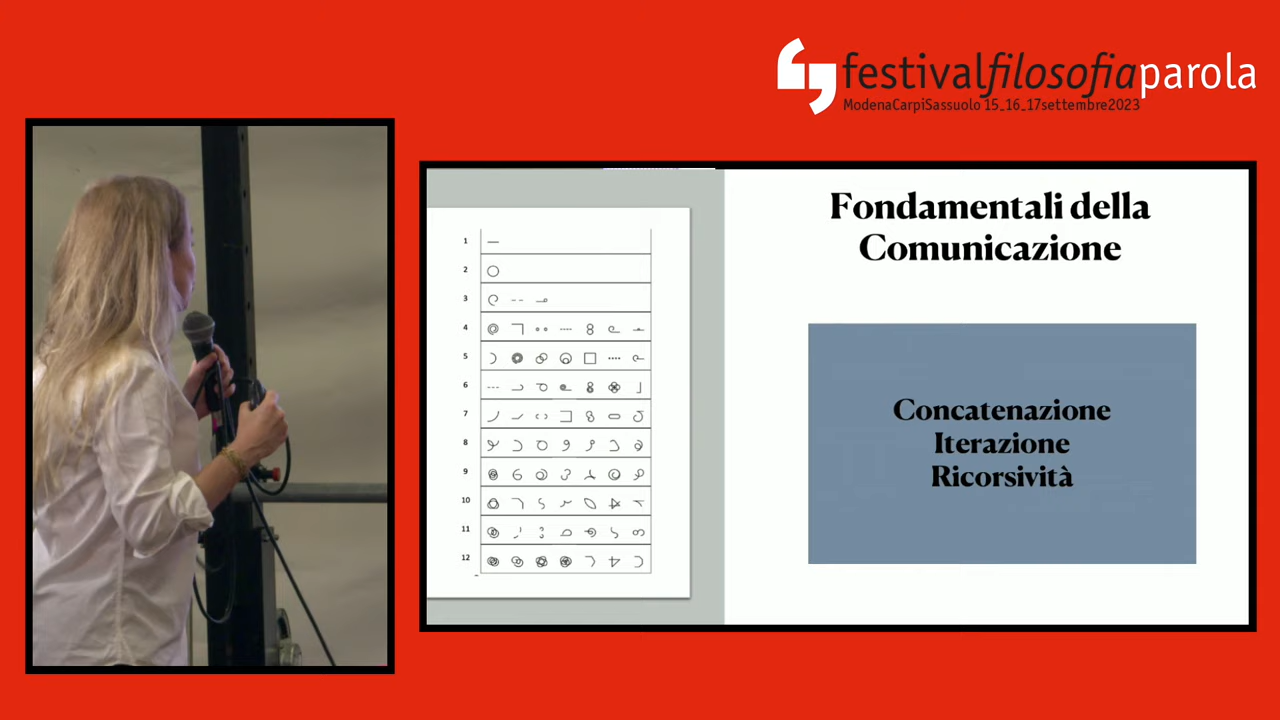 festivalfilosofiaparola
ModenaCarpiSassuolo 15_16_17settembre2023
Fondamentali della
Comunicazione
Concatenazione
Iterazione
Ricorsività
1
2
3
4
5
6
7
8
9
10
11
12